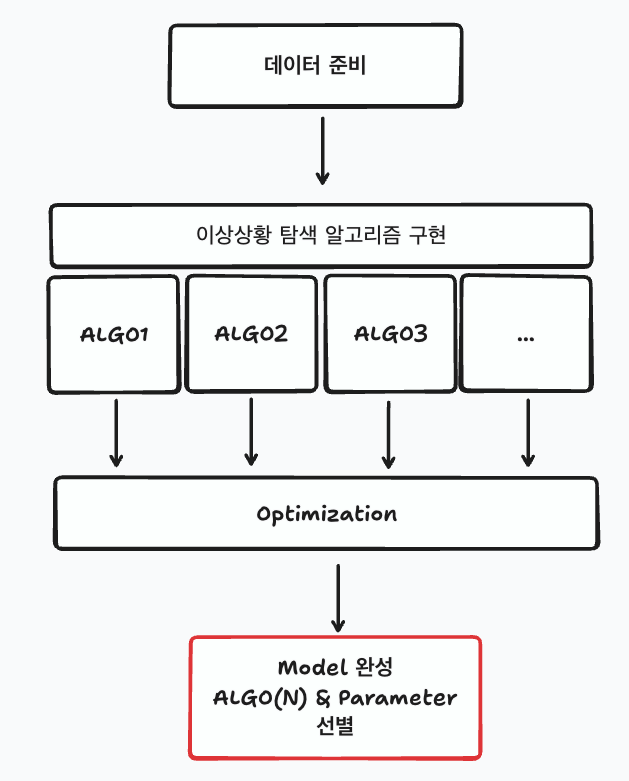 데이터 준비
이상상황 탐색 알고리즘 구현
ALGO1
ALGO2
ALGO3
...
Optimization
Model 완성
ALGO(N) & Parameter
선별